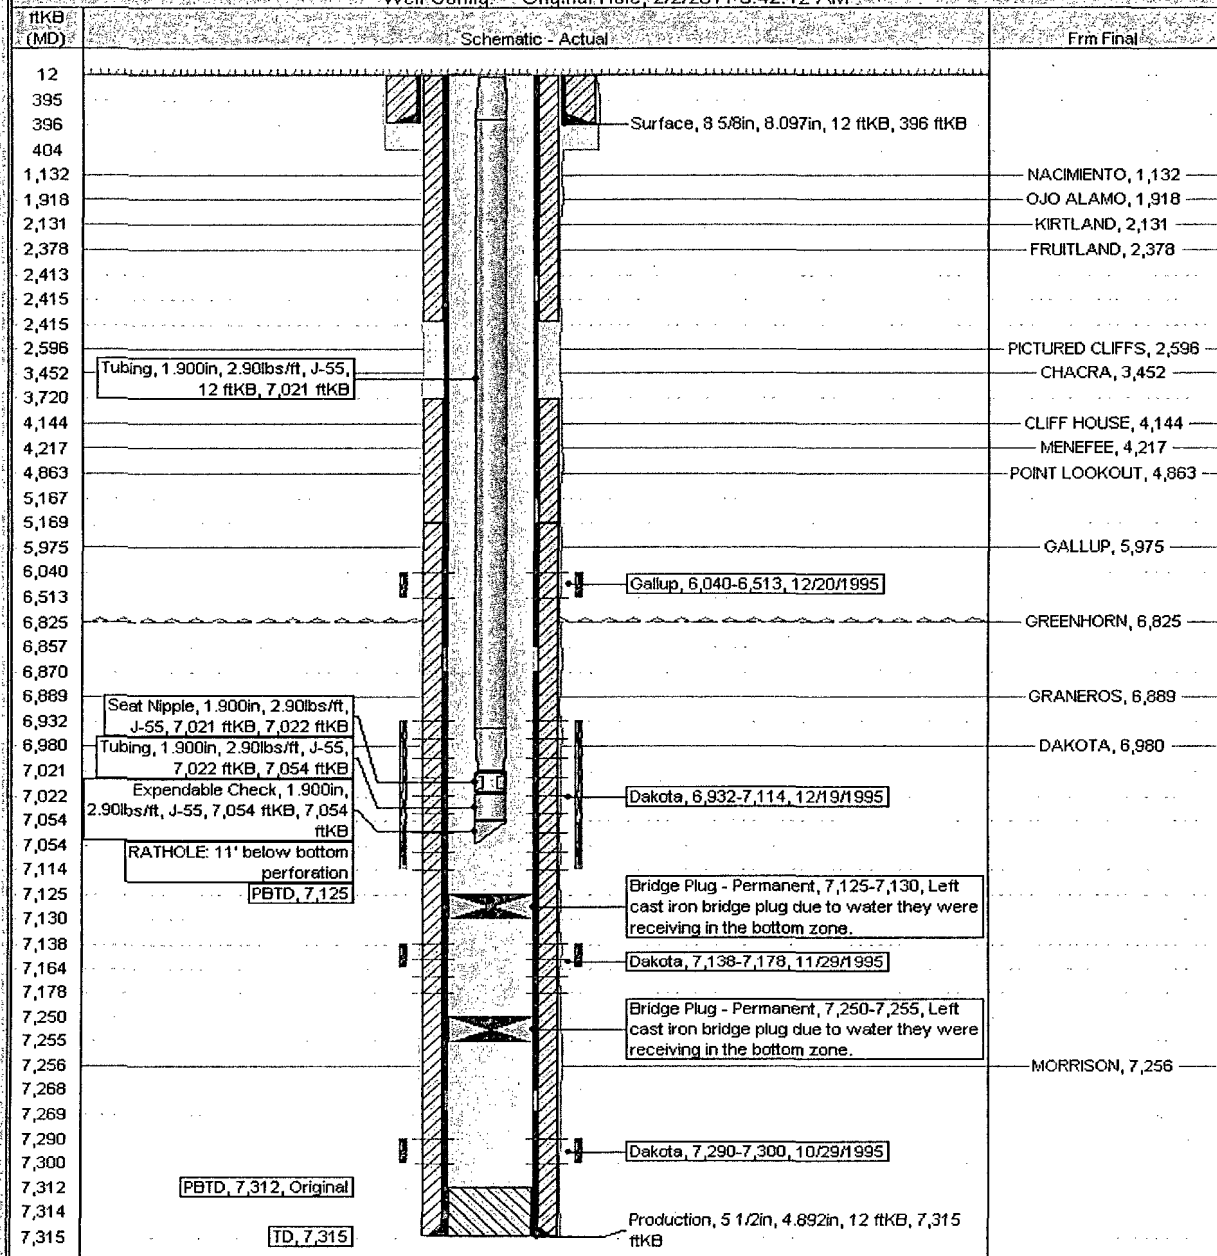 Well Config: - Original Hole, 2/2/2011 8:42:12 AM
ftKB
(MD)
Schematic - Actual
Frm Final
12
395
396
404
1,132
1,918
2,131
2,378
2,413
2,415
2,415
2,596
3,452
3,720
4,144
4,217
4,863
5,167
5,169
5,975
6,040
6,513
6,825
6,857
6,870
6,889
6,932
6,980
7,021
7,022
7,054
7,054
7,114
7,125
7,130
7,138
7,164
7,178
7,250
7,255
7,256
7,268
7,269
7,290
7,300
7,312
7,314
7,315
Tubing, 1.900in, 2.90lbs/ft, J-55,
12 ftKB, 7,021 ftKB
Seat Nipple, 1.900in, 2.90lbs/ft,
J-55, 7,021 ftKB, 7,022 ftKB
Tubing, 1.900in, 2.90lbs/ft, J-55,
7,022 ftKB, 7,054 ftKB
Expendable Check, 1.900in,
2.90lbs/ft, J-55, 7,054 ftKB, 7,054
ftKB
RATHOLE: 11' below bottom
perforation
PBTD, 7,125
PBTD, 7,312, Original
TD, 7,315
Surface, 8 5/8in, 8.097in, 12 ftKB, 396 ftKB
Gallup, 6,040-6,513, 12/20/1995
Dakota, 6,932-7,114, 12/19/1995
Bridge Plug - Permanent, 7,125-7,130, Left
cast iron bridge plug due to water they were
receiving in the bottom zone.
Dakota, 7,138-7,178, 11/29/1995
Bridge Plug - Permanent, 7,250-7,255, Left
cast iron bridge plug due to water they were
receiving in the bottom zone.
Dakota, 7,290-7,300, 10/29/1995
Production, 5 1/2in, 4.892in, 12 ftKB, 7,315
ftKB
NACIMIENTO, 1,132
OJO ALAMO, 1,918
KIRTLAND, 2,131
FRUITLAND, 2,378
PICTURED CLIFFS, 2,596
CHACRA, 3,452
CLIFF HOUSE, 4,144
MENEFEE, 4,217
POINT LOOKOUT, 4,863
GALLUP, 5,975
GREENHORN, 6,825
GRANEROS, 6,889
DAKOTA, 6,980
MORRISON, 7,256